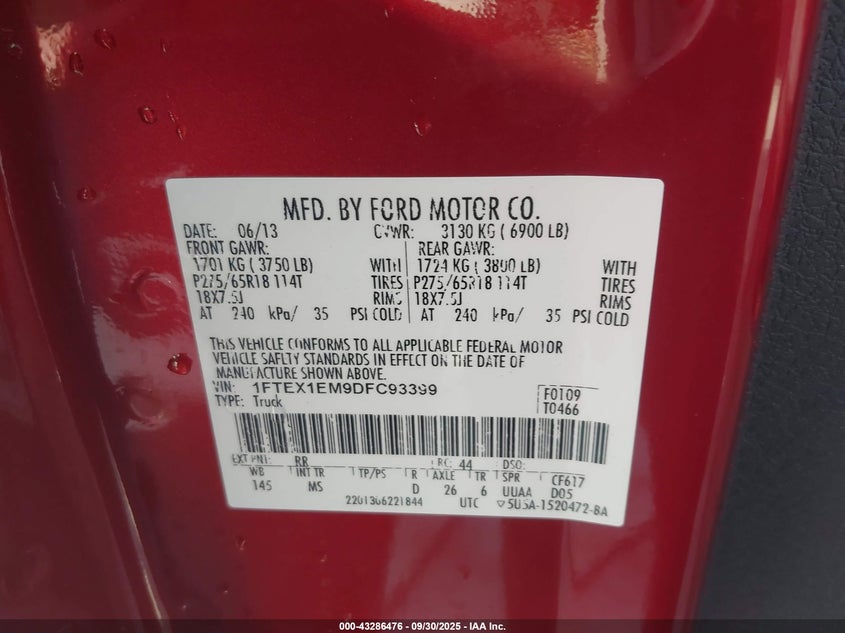 MFD. BY FORD MOTOR CO.
DATE: 06/13 GVWR: 3130 KG ( 6900 LB)
FRONT GAWR: REAR GAWR:
1701 KG ( 3750 LB) WITH 1724 KG ( 3800 LB) WITH
P275/65R18 114T TIRES P275/65R18 114T TIRES
18X7.5J RIMS 18X7.5J RIMS
AT 240 kPa/ 35 PSI COLD AT 240 kPa/ 35 PSI COLD
THIS VEHICLE CONFORMS TO ALL APPLICABLE FEDERAL MOTOR
VEHICLE SAFETY STANDARDS IN EFFECT ON THE DATE OF
MANUFACTURE SHOWN ABOVE.
VIN: 1FTEX1EM9DFC93399 F0109
TYPE: Truck T0466
EXT PNT: RR RC: 44 DSO:
WB INT TR TP/PS R AXLE TR SPR CF617
145 MS D 26 6 UUAA D05
2201306221844 UTC ▽5U5A-1520472-BA
000-43286476 - 09/30/2025 - IAA Inc.